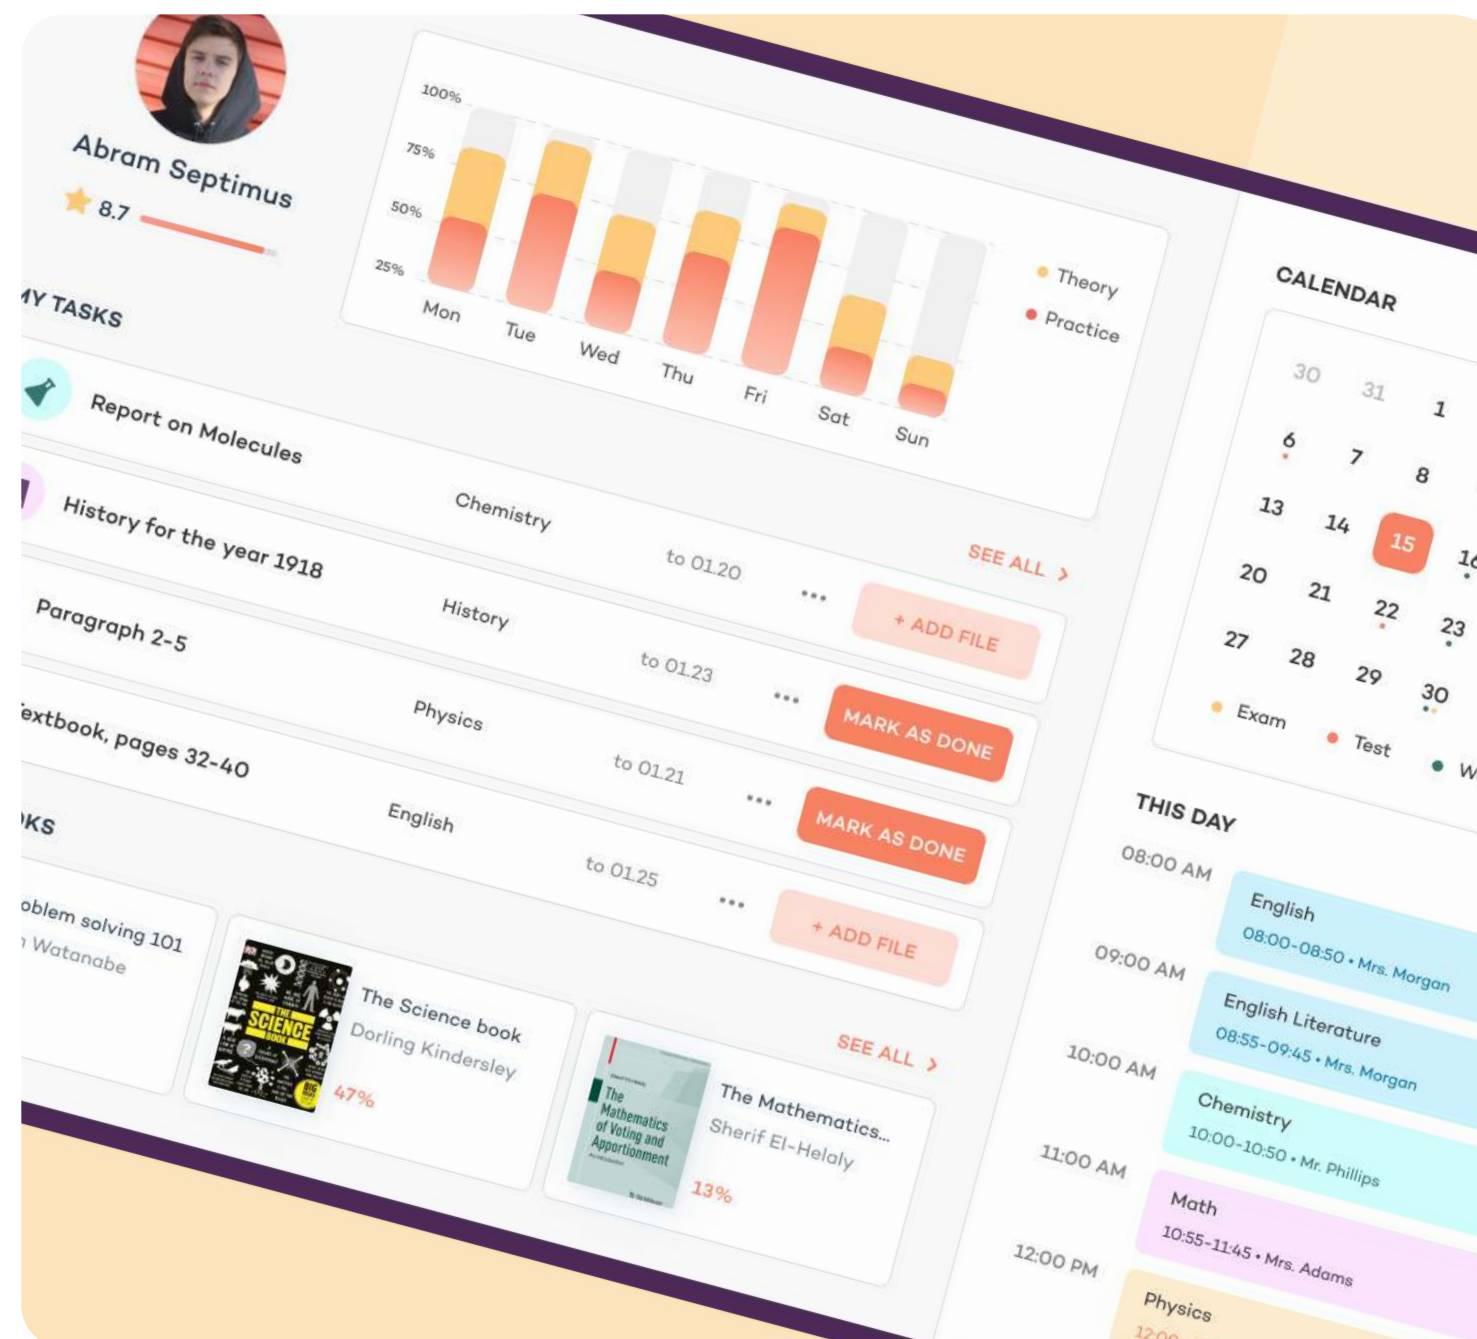 Abram Septimus
8.7
100%
75%
50%
25%
Mon
Tue
Wed
Thu
Fri
Sat
Sun
Theory
Practice
MY TASKS
SEE ALL >
Report on Molecules
Chemistry
to 01.20
...
+ ADD FILE
History for the year 1918
History
to 01.23
...
MARK AS DONE
Paragraph 2-5
Physics
to 01.21
...
MARK AS DONE
extbook, pages 32-40
English
to 01.25
...
+ ADD FILE
OKS
SEE ALL >
oblem solving 101
Watanabe
THE
SCIENCE
BOOK
BIG
The Science book
Dorling Kindersley
47%
The
Mathematics
of Voting and
Apportionment
The Mathematics...
Sherif El-Helaly
13%
CALENDAR
30 31 1
6 7 8
13 14 15 16
20 21 22 23
27 28 29 30
Exam
Test
W
THIS DAY
08:00 AM
English
08:00-08:50 • Mrs. Morgan
09:00 AM
English Literature
08:55-09:45 • Mrs. Morgan
10:00 AM
Chemistry
10:00-10:50 • Mr. Phillips
11:00 AM
Math
10:55-11:45 • Mrs. Adams
12:00 PM
Physics
12:00